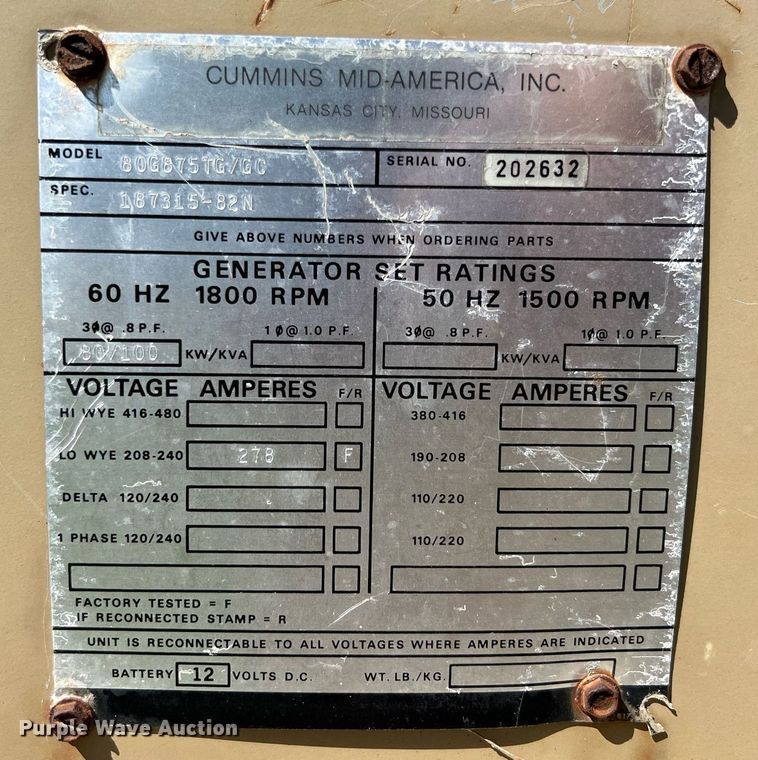 CUMMINS MID-AMERICA, INC.
KANSAS CITY, MISSOURI
MODEL 80G875TG/GC SERIAL NO. 202632
SPEC. 187315-82N
GIVE ABOVE NUMBERS WHEN ORDERING PARTS
GENERATOR SET RATINGS
60 HZ 1800 RPM 50 HZ 1500 RPM
3Ø@ .8 P.F. 1Ø@ 1.0 P.F. 3Ø@ .8 P.F. 1Ø@ 1.0 P.F.
80/100 KW/KVA KW/KVA
VOLTAGE AMPERES F/R VOLTAGE AMPERES F/R
HI WYE 416-480 380-416
LO WYE 208-240 278 F 190-208
DELTA 120/240 110/220
1 PHASE 120/240 110/220
FACTORY TESTED = F
IF RECONNECTED STAMP = R
UNIT IS RECONNECTABLE TO ALL VOLTAGES WHERE AMPERES ARE INDICATED
BATTERY 12 VOLTS D.C. WT. LB./KG.
Purple Wave Auction